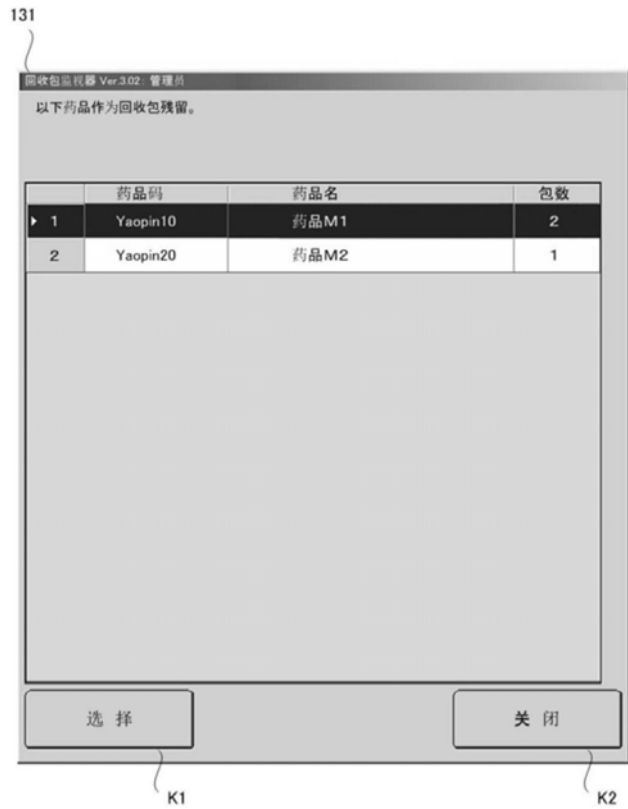 131
回收包监视器 Ver.3.02: 管理员
以下药品作为回收包残留。
药品码 药品名 包数
1 Yaopin10 药品M1 2
2 Yaopin20 药品M2 1
选 择 关 闭
K1 K2